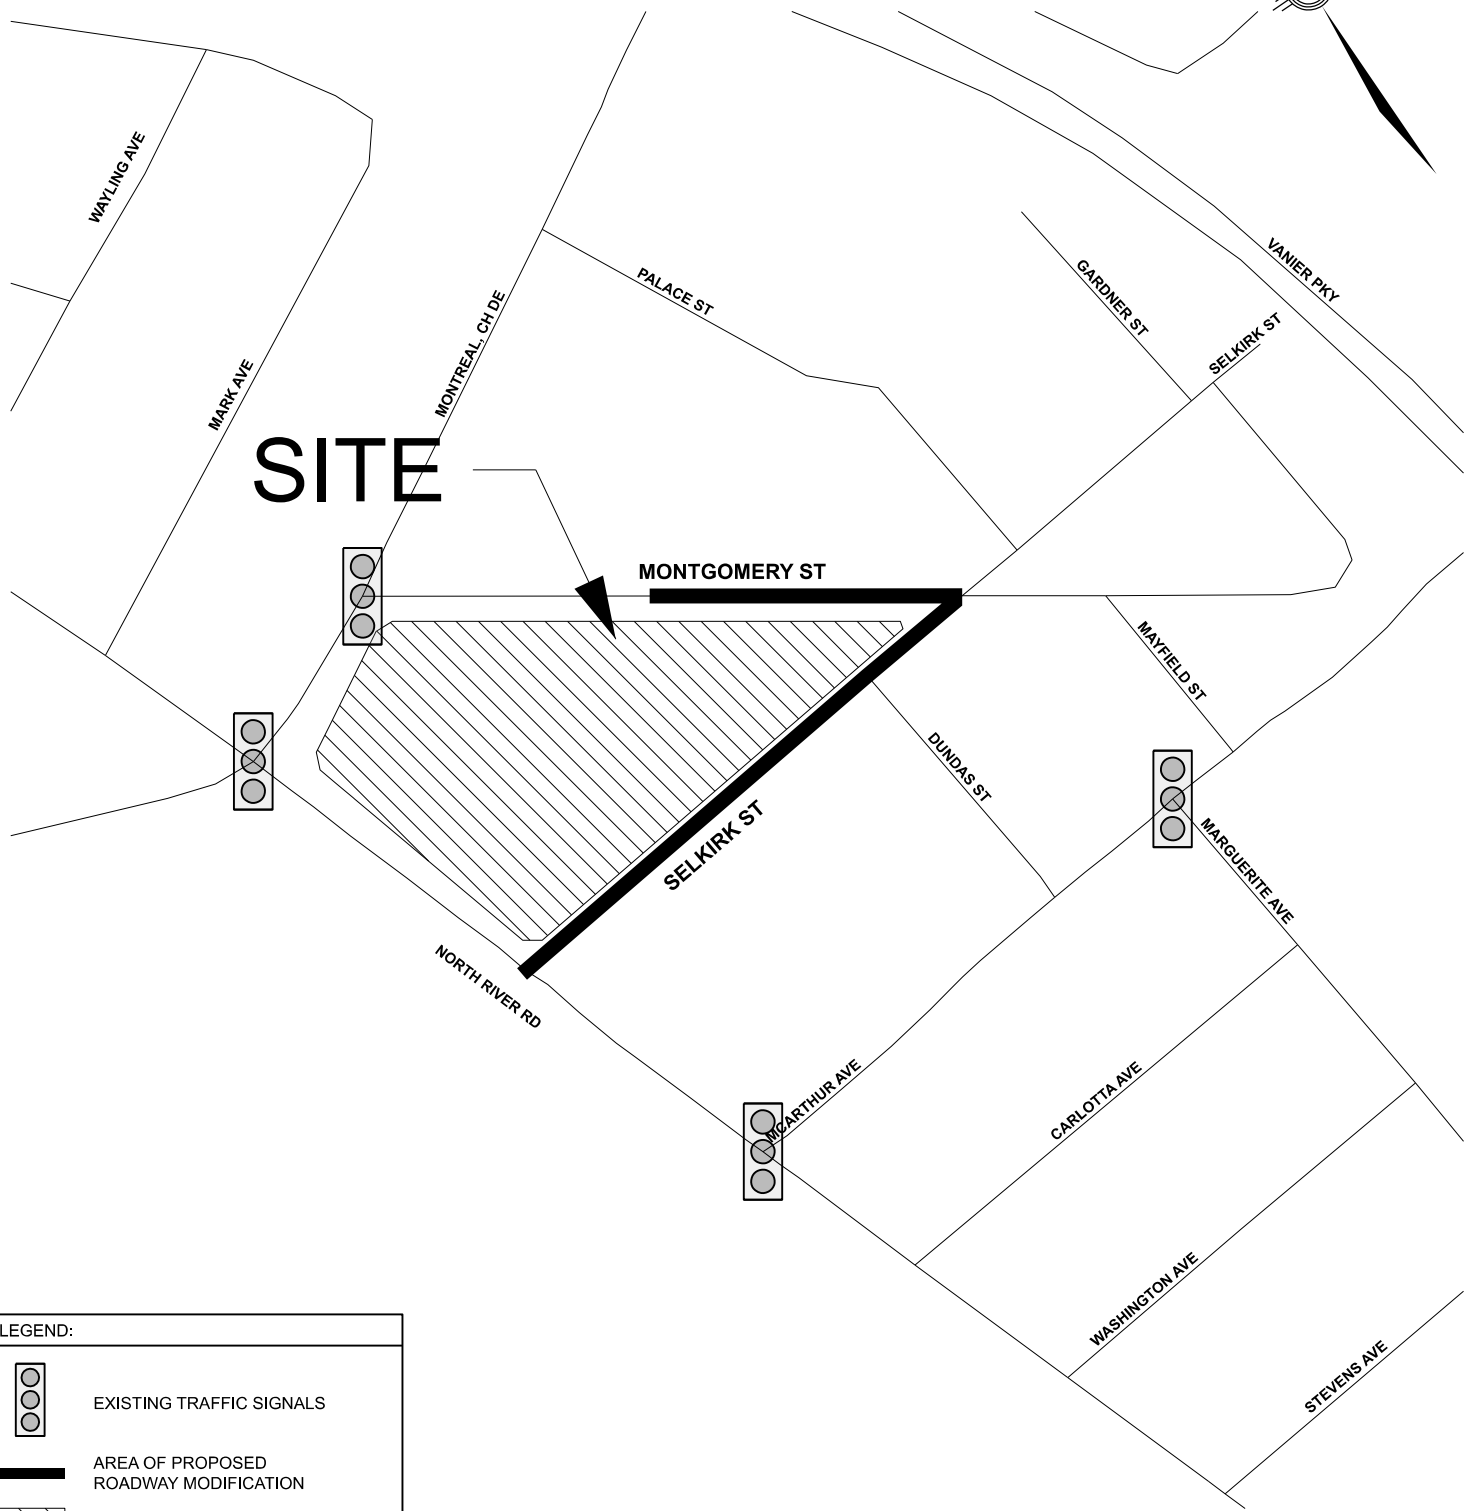 WAYLING AVE
MARK AVE
MONTREAL, CH DE
PALACE ST
GARDNER ST
VANIER PKY
SELKIRK ST
SITE
MONTGOMERY ST
MAYFIELD ST
DUNDAS ST
SELKIRK ST
MARGUERITE AVE
NORTH RIVER RD
MCARTHUR AVE
CARLOTTA AVE
WASHINGTON AVE
STEVENS AVE
LEGEND:
EXISTING TRAFFIC SIGNALS
AREA OF PROPOSED
ROADWAY MODIFICATION